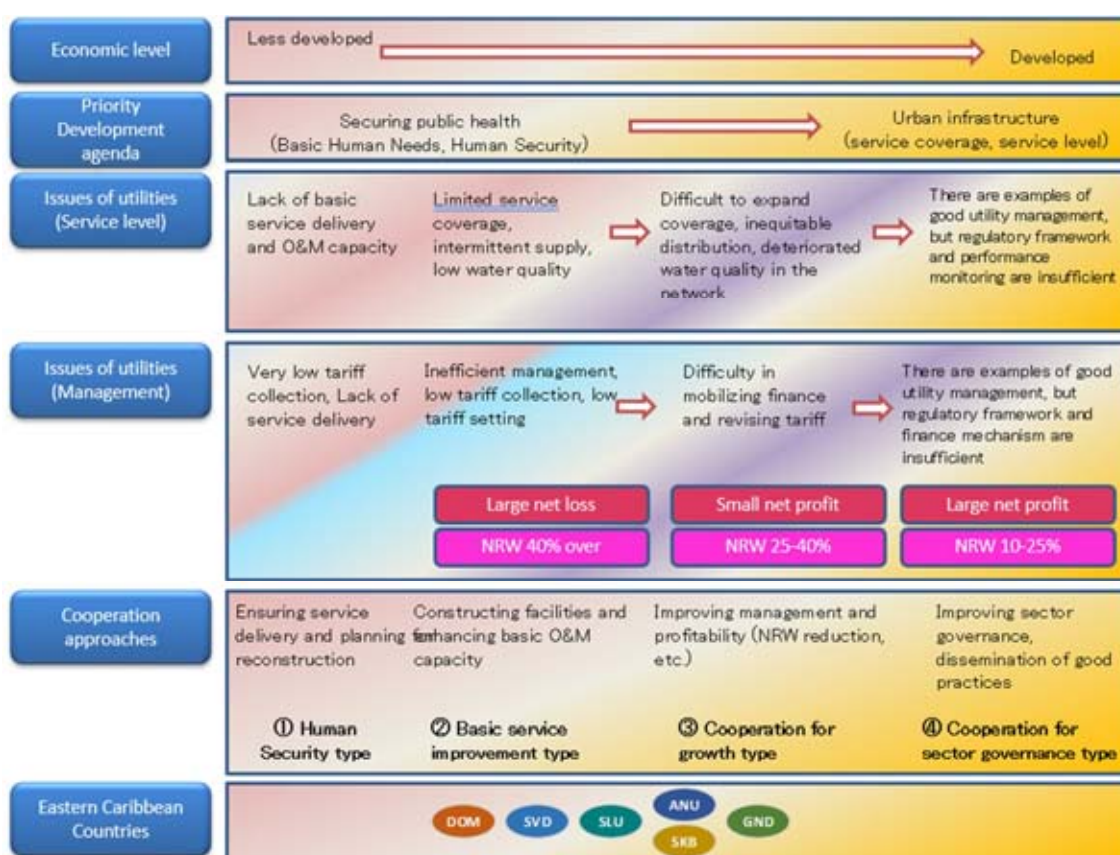 Economic level
Less developed
Developed
Priority
Development
agenda
Securing public health
(Basic Human Needs, Human Security)
Urban infrastructure
(service coverage, service level)
Issues of utilities
(Service level)
Lack of basic
service delivery
and O&M capacity
Limited service
coverage,
intermittent supply,
low water quality
Difficult to expand
coverage, inequitable
distribution, deteriorated
water quality in the
network
There are examples of
good utility management,
but regulatory framework
and performance
monitoring are insufficient
Issues of utilities
(Management)
Very low tariff
collection, Lack of
service delivery
Inefficient management,
low tariff collection, low
tariff setting
Difficulty in
mobilizing finance
and revising tariff
There are examples of good
utility management, but
regulatory framework and
finance mechanism are
insufficient
Large net loss
Small net profit
Large net profit
NRW 40% over
NRW 25-40%
NRW 10-25%
Cooperation
approaches
Ensuring service
delivery and planning for
reconstruction
Constructing facilities and
enhancing basic O&M
capacity
Improving management and
profitability (NRW reduction,
etc.)
Improving sector
governance,
dissemination of good
practices
① Human
Security type
② Basic service
improvement type
③ Cooperation for
growth type
④ Cooperation for
sector governance type
Eastern Caribbean
Countries
DOM
SVD
SLU
ANU
SKB
GND